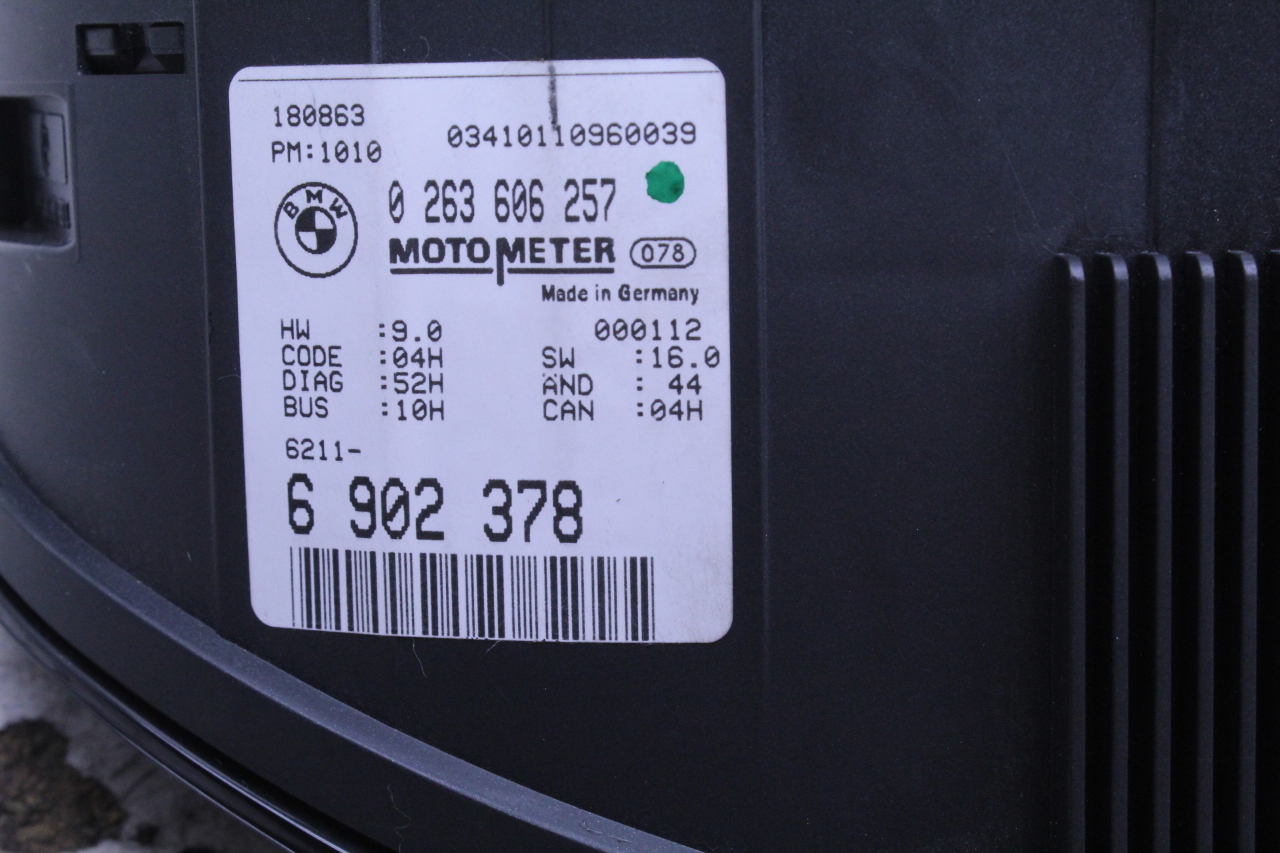 180863
03410110960039
PM:1010
BMW
0 263 606 257
MOTOMETER 078
Made in Germany
HW :9.0 000112
CODE :04H SW :16.0
DIAG :52H AND : 44
BUS :10H CAN :04H
6211-
6 902 378